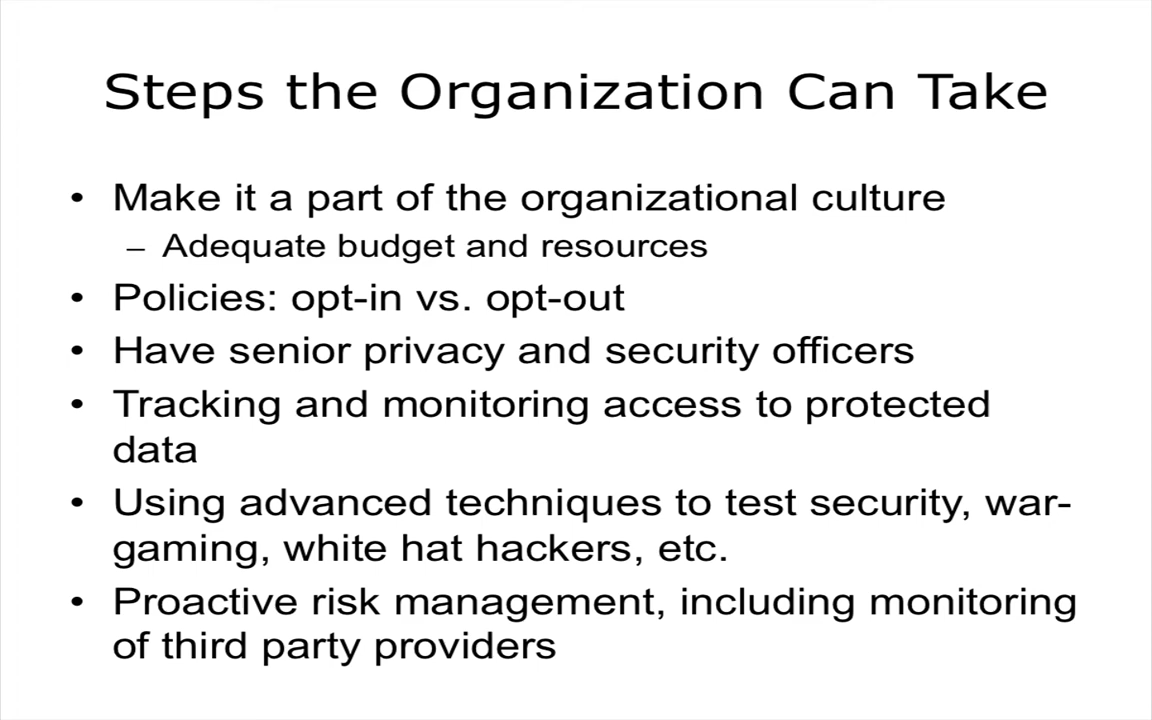 Steps the Organization Can Take
• Make it a part of the organizational culture
– Adequate budget and resources
• Policies: opt-in vs. opt-out
• Have senior privacy and security officers
• Tracking and monitoring access to protected
data
• Using advanced techniques to test security, war-
gaming, white hat hackers, etc.
• Proactive risk management, including monitoring
of third party providers